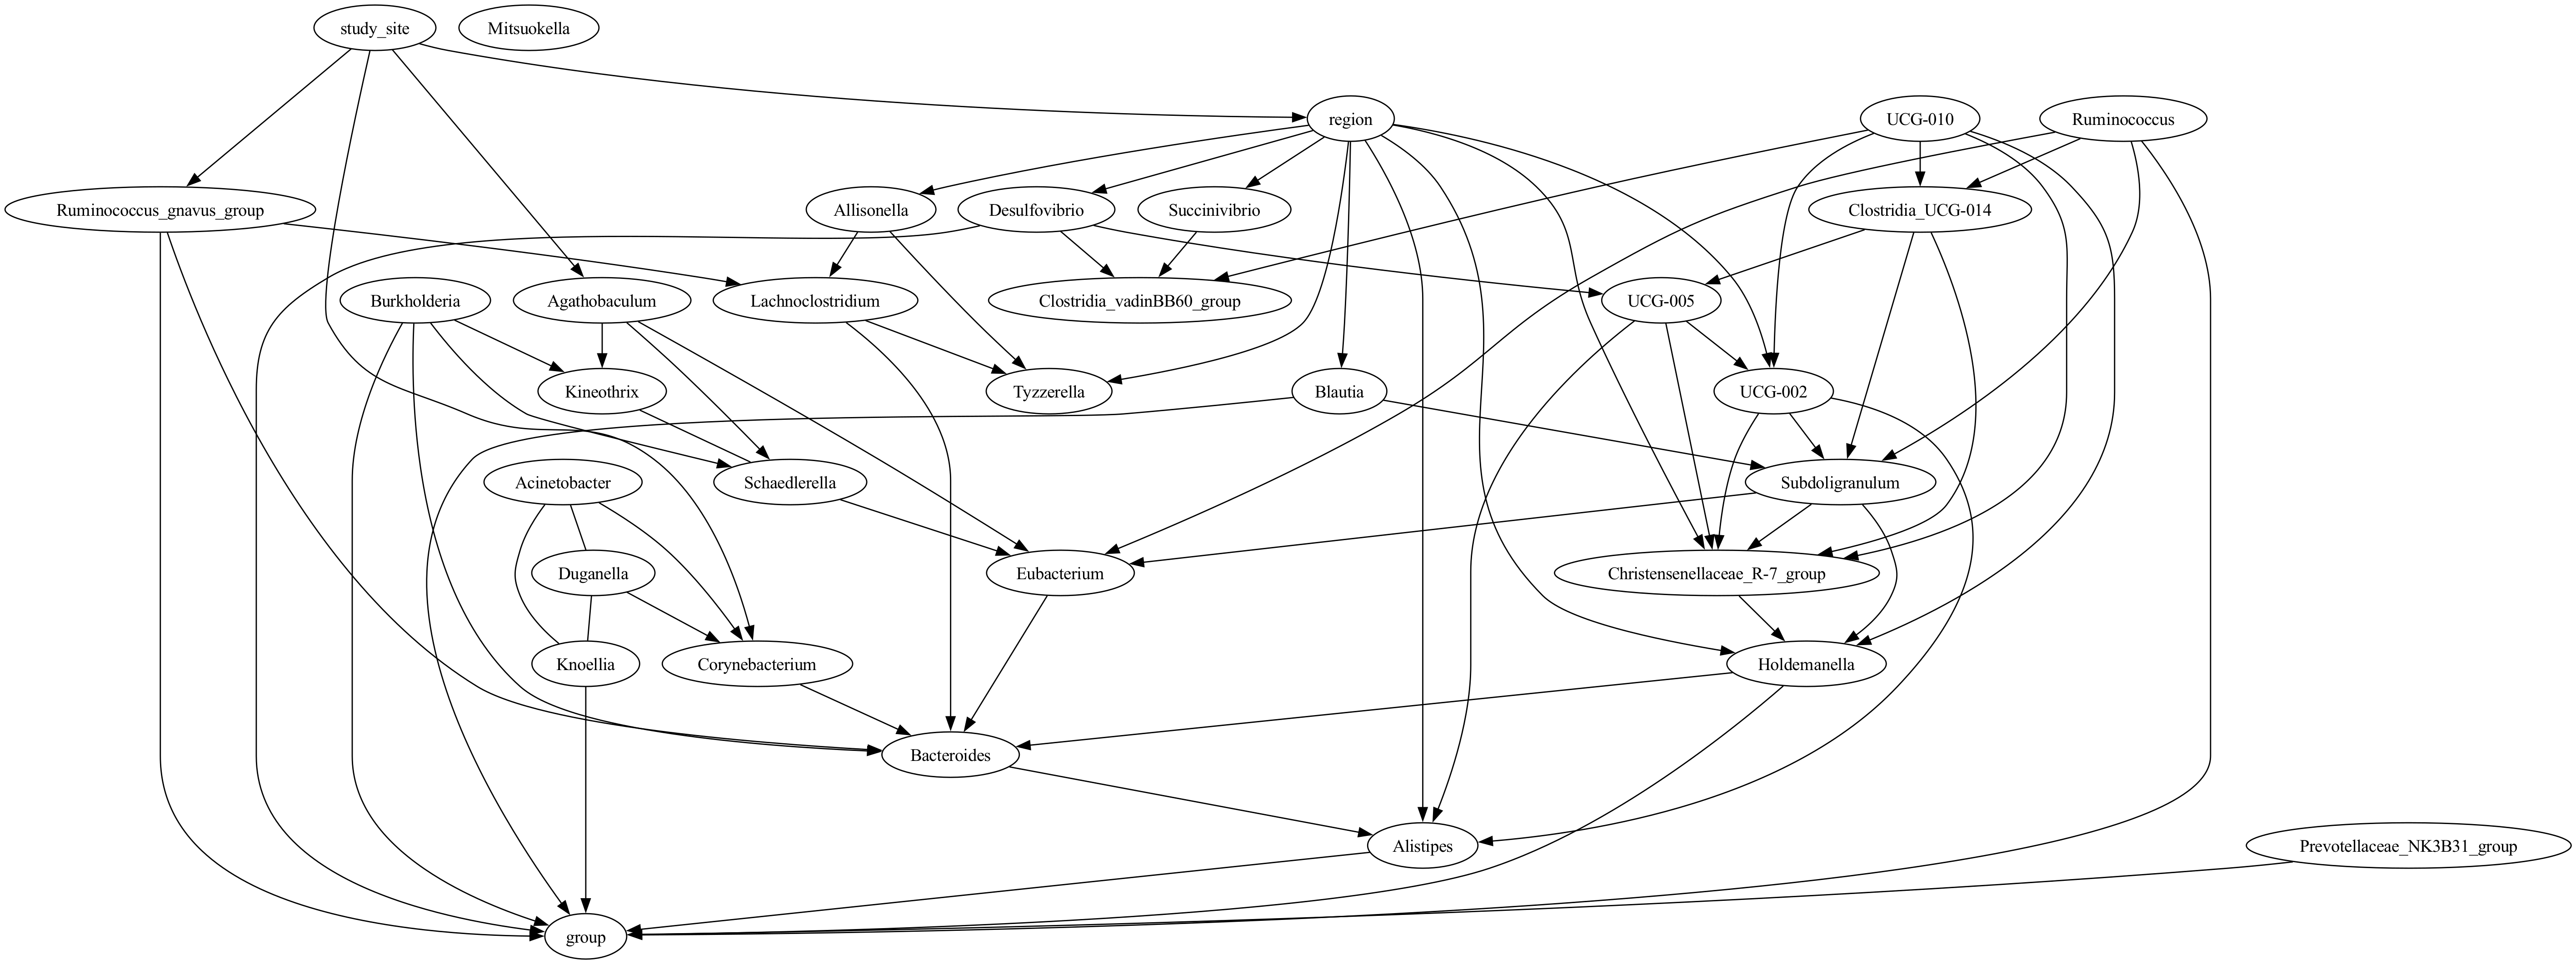 study_site
Mitsuokella
region
UCG-010
Ruminococcus
Ruminococcus_gnavus_group
Allisonella
Desulfovibrio
Succinivibrio
Clostridia_UCG-014
Burkholderia
Agathobaculum
Lachnoclostridium
Clostridia_vadinBB60_group
UCG-005
Kineothrix
Tyzzerella
Blautia
UCG-002
Acinetobacter
Schaedlerella
Subdoligranulum
Duganella
Eubacterium
Christensenellaceae_R-7_group
Knoellia
Corynebacterium
Holdemanella
Bacteroides
Alistipes
Prevotellaceae_NK3B31_group
group